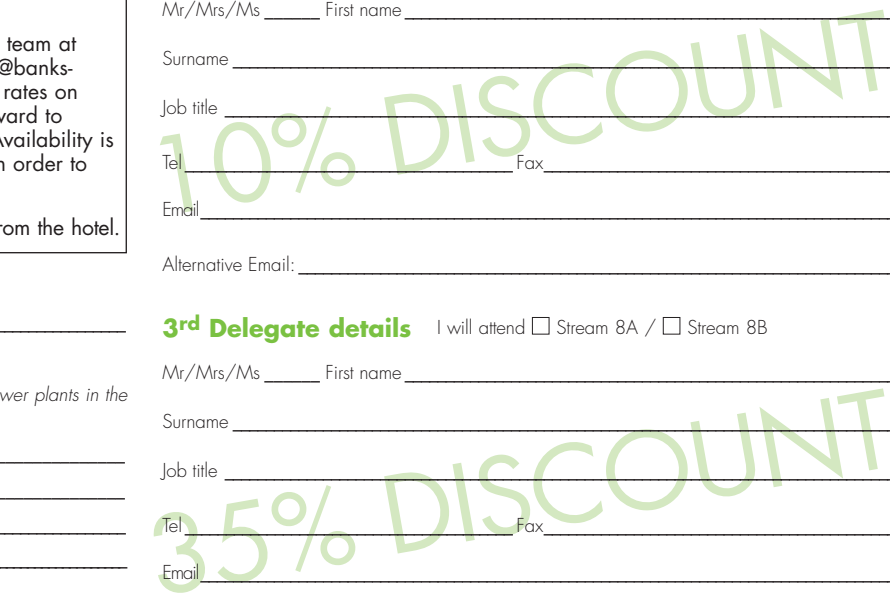 team at
@banks-
rates on
ward to
Availability is
n order to
rom the hotel.
wer plants in the
Mr/Mrs/Ms First name
Surname
Job title
Tel Fax
Email
10% DISCOUNT
Alternative Email:
3rd Delegate details I will attend Stream 8A / Stream 8B
Mr/Mrs/Ms First name
Surname
Job title
Tel Fax
Email
35% DISCOUNT